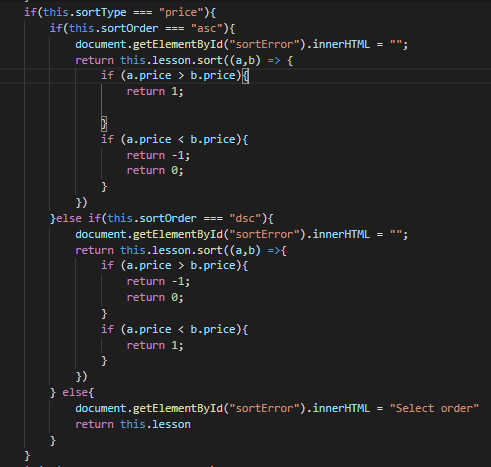 if(this.sortType === "price"){
if(this.sortOrder === "asc"){
document.getElementById("sortError").innerHTML = "";
return this.lesson.sort((a,b) => {
if (a.price > b.price){
return 1;
}
if (a.price < b.price){
return -1;
return 0;
}
})
}else if(this.sortOrder === "dsc"){
document.getElementById("sortError").innerHTML = "";
return this.lesson.sort((a,b) =>{
if (a.price > b.price){
return -1;
return 0;
}
if (a.price < b.price){
return 1;
}
})
} else{
document.getElementById("sortError").innerHTML = "Select order"
return this.lesson
}
}